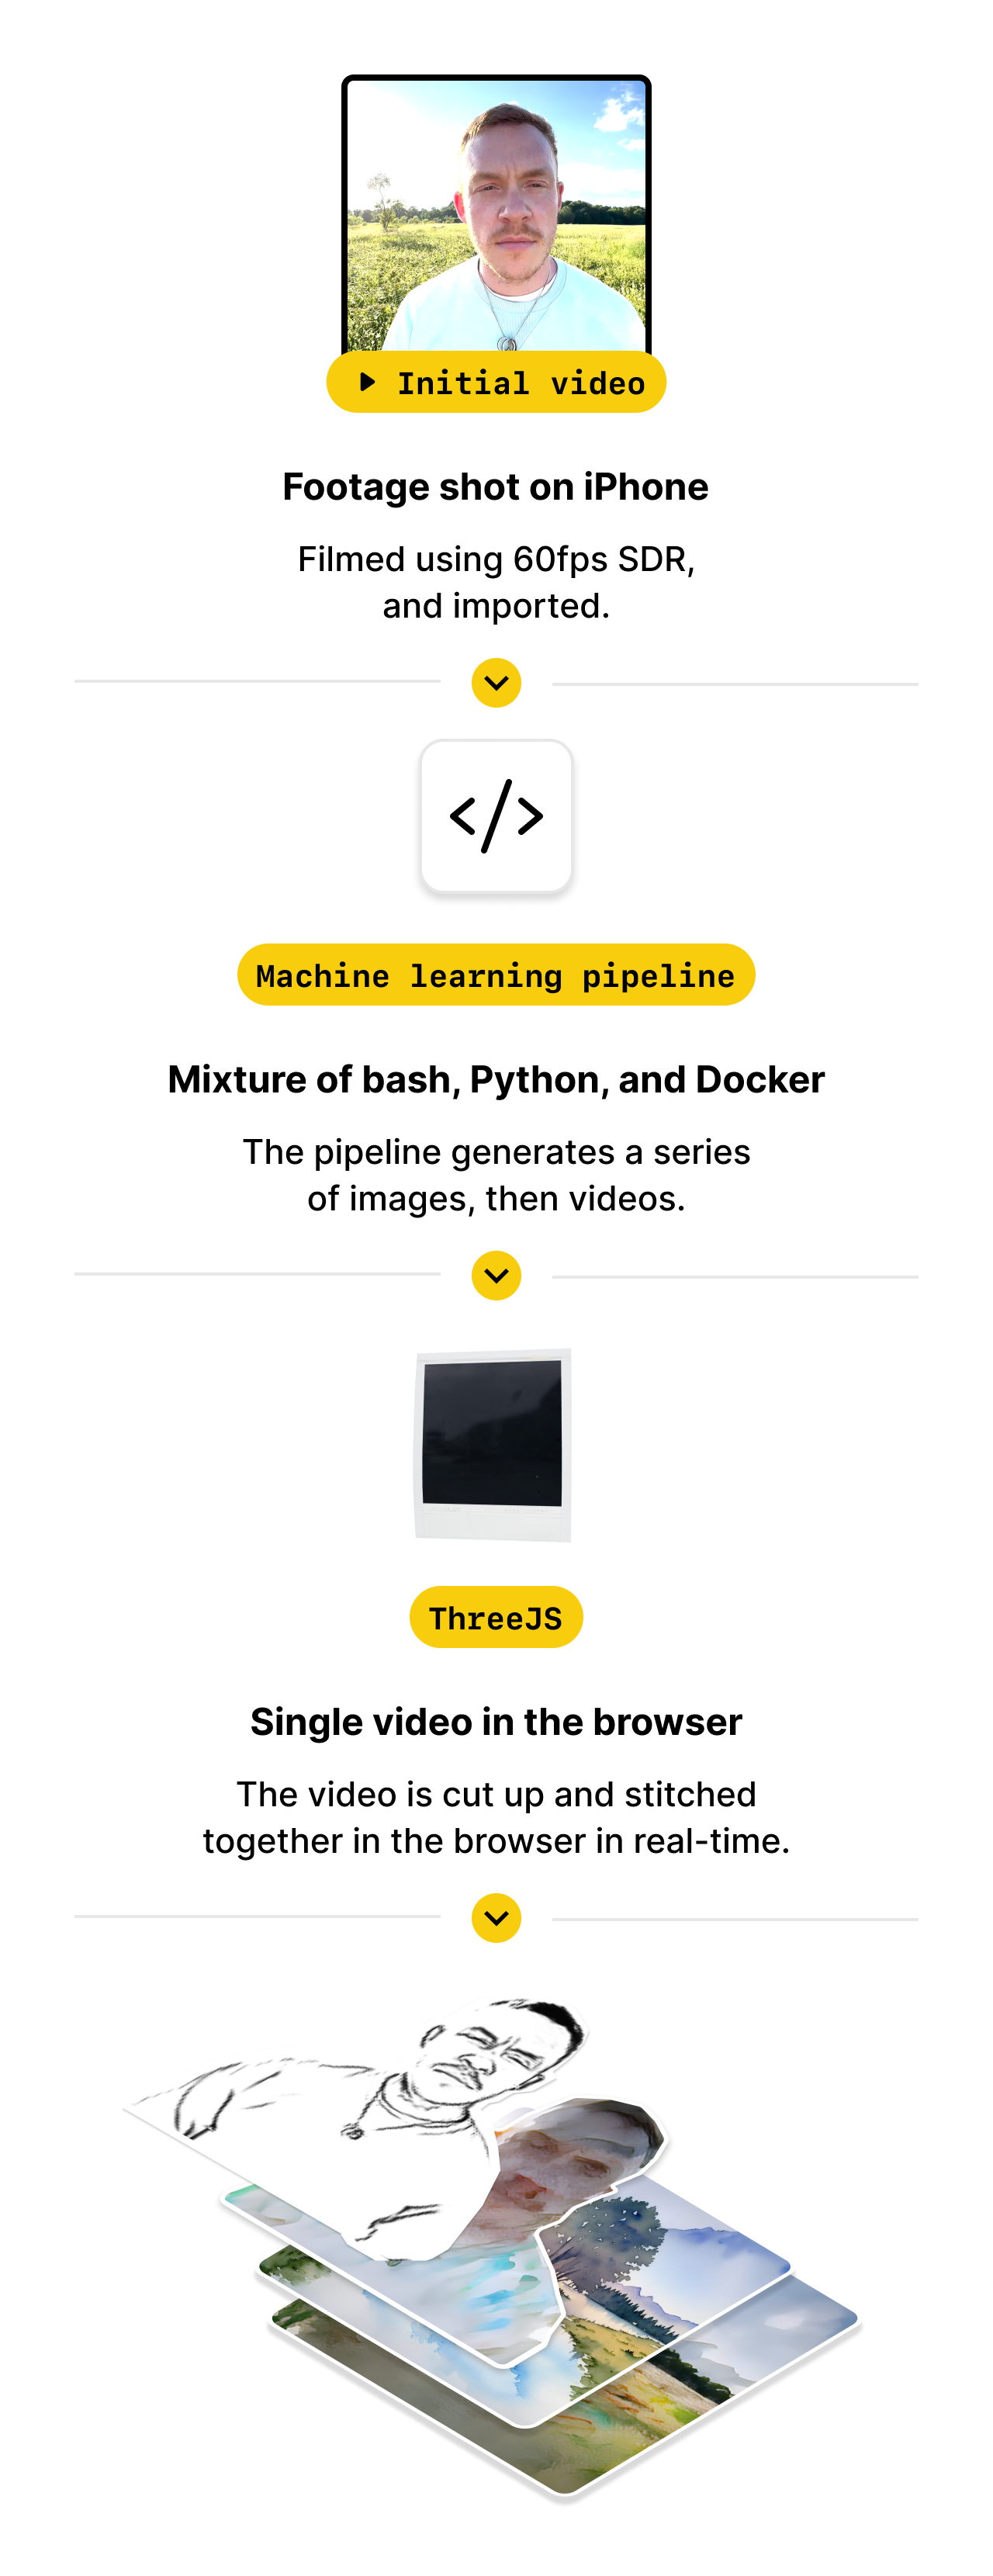 Initial video
Footage shot on iPhone
Filmed using 60fps SDR,
and imported.
</>
Machine learning pipeline
Mixture of bash, Python, and Docker
The pipeline generates a series
of images, then videos.
ThreeJS
Single video in the browser
The video is cut up and stitched
together in the browser in real-time.